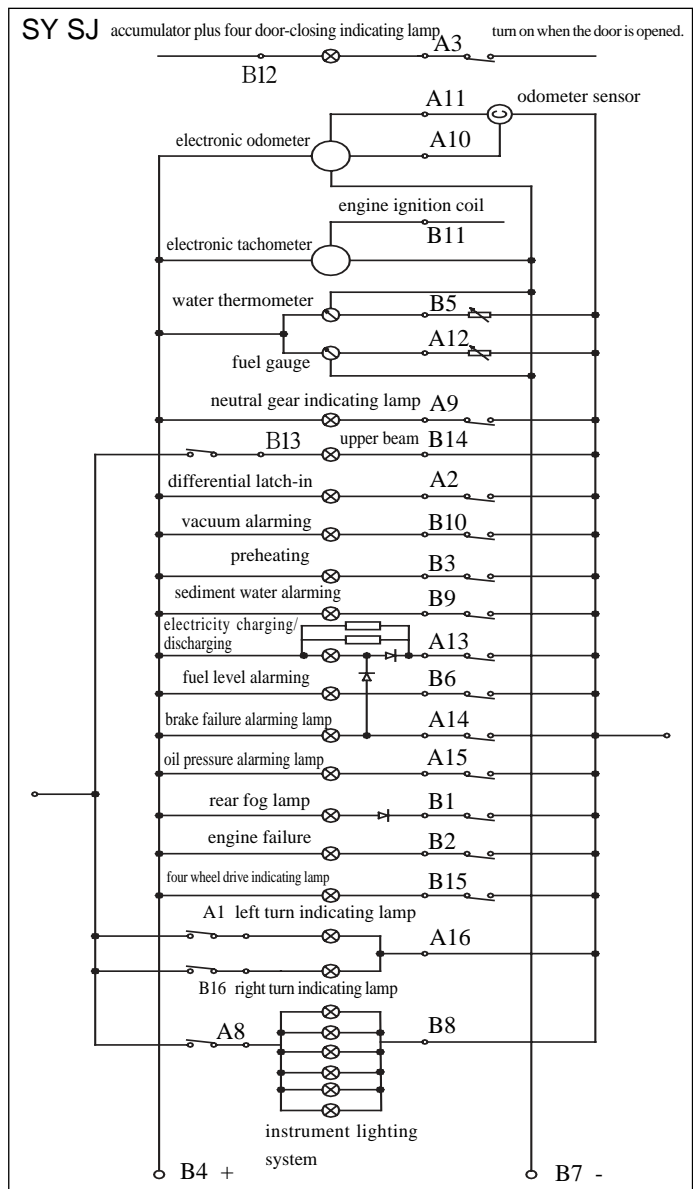 SY SJ accumulator plus four door-closing indicating lamp A3 turn on when the door is opened.
B12
A11 odometer sensor
C
electronic odometer A10
engine ignition coil
electronic tachometer B11
water thermometer B5
A12
fuel gauge
neutral gear indicating lamp A9
B13 upper beam B14
differential latch-in A2
vacuum alarming B10
preheating B3
sediment water alarming B9
electricity charging/
discharging A13
fuel level alarming B6
brake failure alarming lamp A14
oil pressure alarming lamp A15
rear fog lamp B1
engine failure B2
four wheel drive indicating lamp B15
A1 left turn indicating lamp
A16
B16 right turn indicating lamp
A8 B8
instrument lighting
system
B4 + B7 -